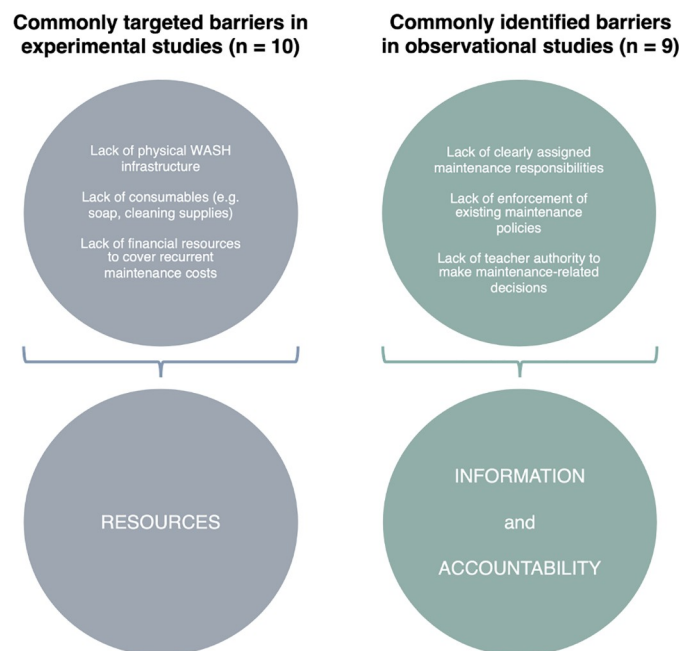 Commonly targeted barriers in
experimental studies (n = 10)
Lack of physical WASH
infrastructure
Lack of consumables (e.g.
soap, cleaning supplies)
Lack of financial resources
to cover recurrent
maintenance costs
RESOURCES
Commonly identified barriers
in observational studies (n = 9)
Lack of clearly assigned
maintenance responsibilities
Lack of enforcement of
existing maintenance
policies
Lack of teacher authority to
make maintenance-related
decisions
INFORMATION
and
ACCOUNTABILITY